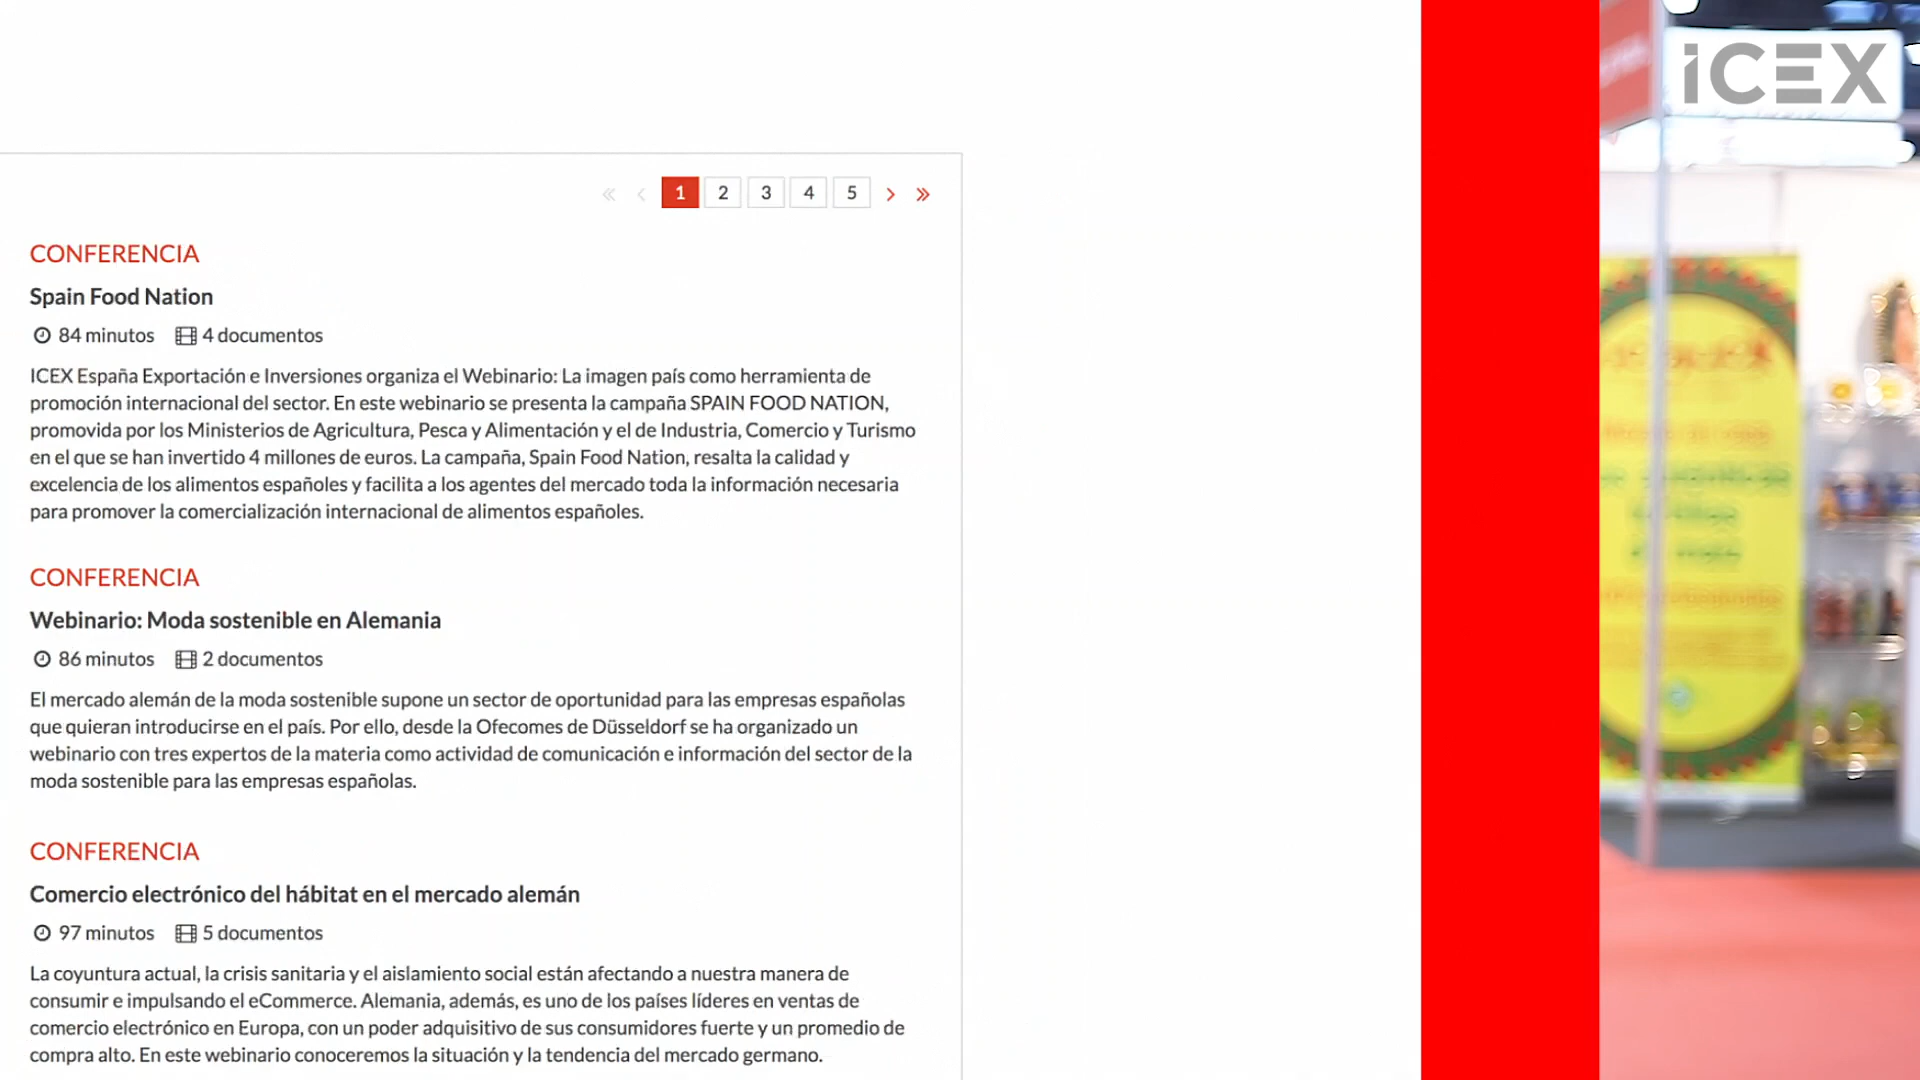 iCEX
« ‹ 1 2 3 4 5 › »
CONFERENCIA
Spain Food Nation
84 minutos 4 documentos
ICEX España Exportación e Inversiones organiza el Webinario: La imagen país como herramienta de
promoción internacional del sector. En este webinario se presenta la campaña SPAIN FOOD NATION,
promovida por los Ministerios de Agricultura, Pesca y Alimentación y el de Industria, Comercio y Turismo
en el que se han invertido 4 millones de euros. La campaña, Spain Food Nation, resalta la calidad y
excelencia de los alimentos españoles y facilita a los agentes del mercado toda la información necesaria
para promover la comercialización internacional de alimentos españoles.
CONFERENCIA
Webinario: Moda sostenible en Alemania
86 minutos 2 documentos
El mercado alemán de la moda sostenible supone un sector de oportunidad para las empresas españolas
que quieran introducirse en el país. Por ello, desde la Ofecomes de Düsseldorf se ha organizado un
webinario con tres expertos de la materia como actividad de comunicación e información del sector de la
moda sostenible para las empresas españolas.
CONFERENCIA
Comercio electrónico del hábitat en el mercado alemán
97 minutos 5 documentos
La coyuntura actual, la crisis sanitaria y el aislamiento social están afectando a nuestra manera de
consumir e impulsando el eCommerce. Alemania, además, es uno de los países líderes en ventas de
comercio electrónico en Europa, con un poder adquisitivo de sus consumidores fuerte y un promedio de
compra alto. En este webinario conoceremos la situación y la tendencia del mercado germano.